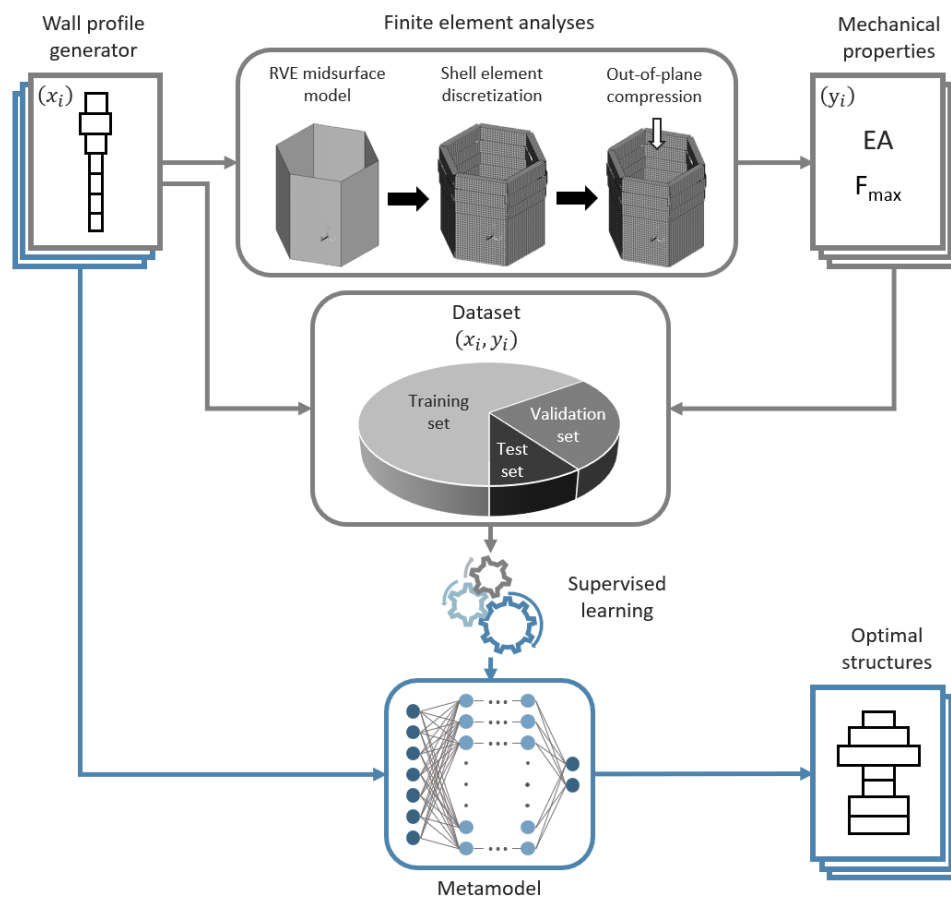 Wall profile
generator
(x_i)
Finite element analyses
RVE midsurface
model
Shell element
discretization
Out-of-plane
compression
Mechanical
properties
(y_i)
EA
F_max
Dataset
(x_i, y_i)
Training
set
Validation
set
Test
set
Supervised
learning
Optimal
structures
Metamodel